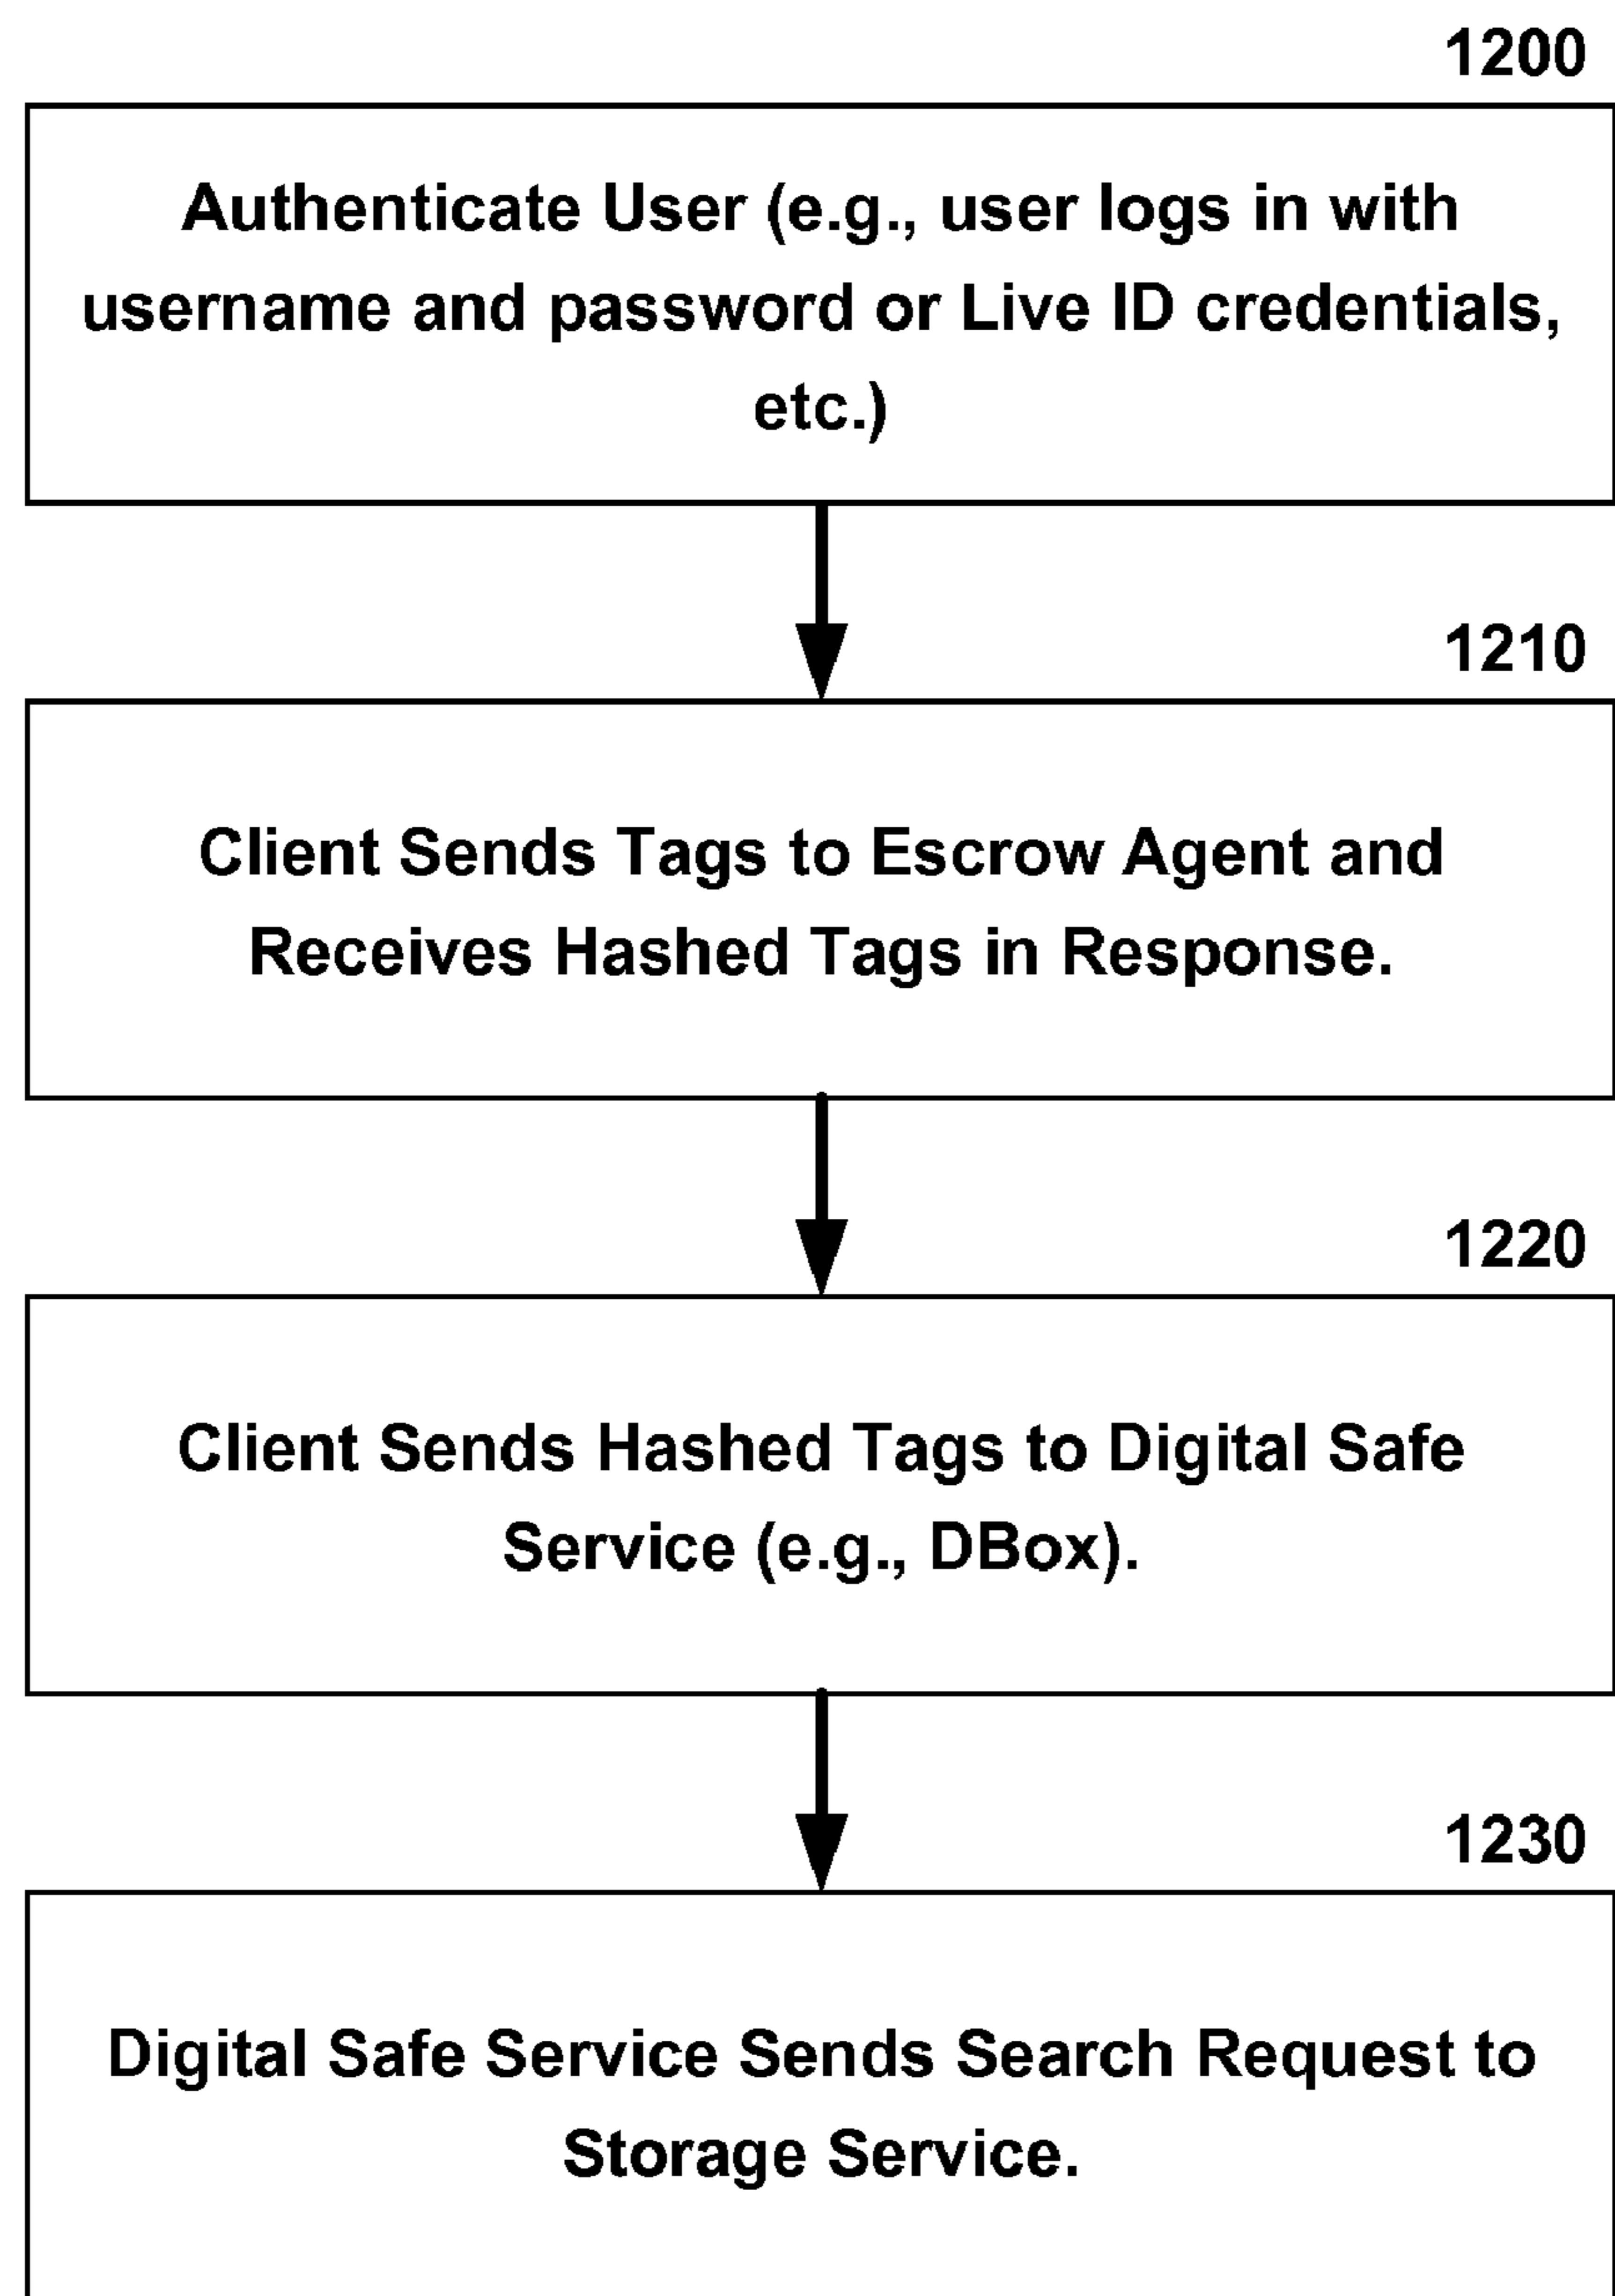 1200
Authenticate User (e.g., user logs in with
username and password or Live ID credentials,
etc.)
1210
Client Sends Tags to Escrow Agent and
Receives Hashed Tags in Response.
1220
Client Sends Hashed Tags to Digital Safe
Service (e.g., DBox).
1230
Digital Safe Service Sends Search Request to
Storage Service.